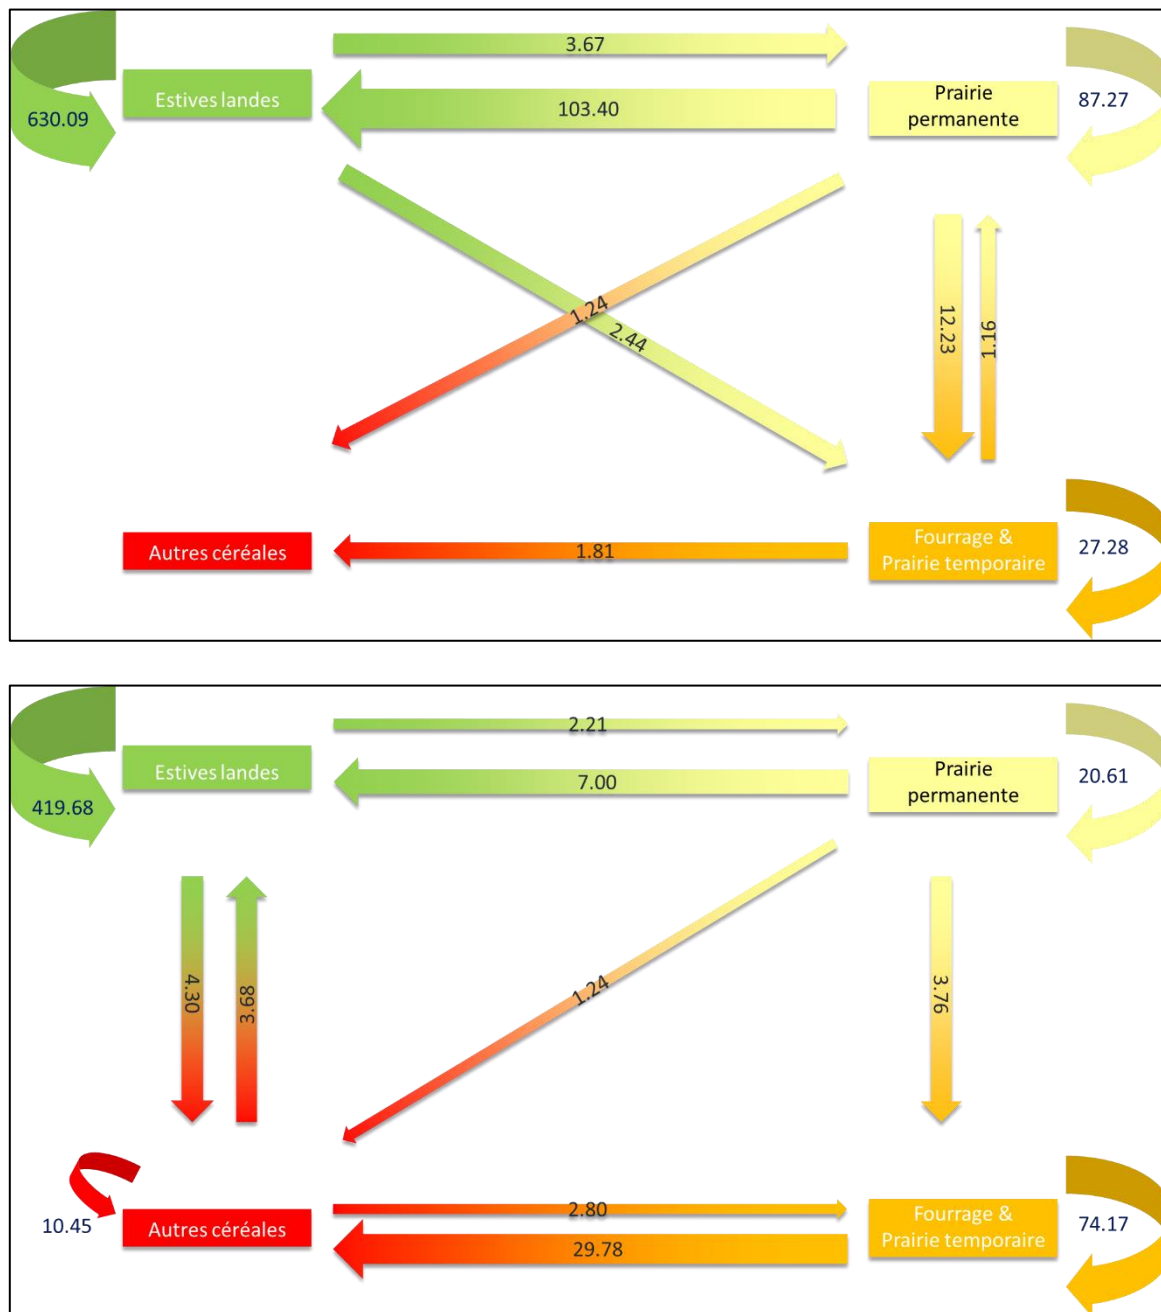 3.67
Estives landes
103.40
Prairie
permanente
630.09
87.27
1.24
2.44
12.23
1.16
Autres céréales
1.81
Fourrage &
Prairie temporaire
27.28
2.21
Estives landes
7.00
Prairie
permanente
419.68
20.61
4.30
3.68
1.24
3.76
10.45
Autres céréales
2.80
29.78
Fourrage &
Prairie temporaire
74.17